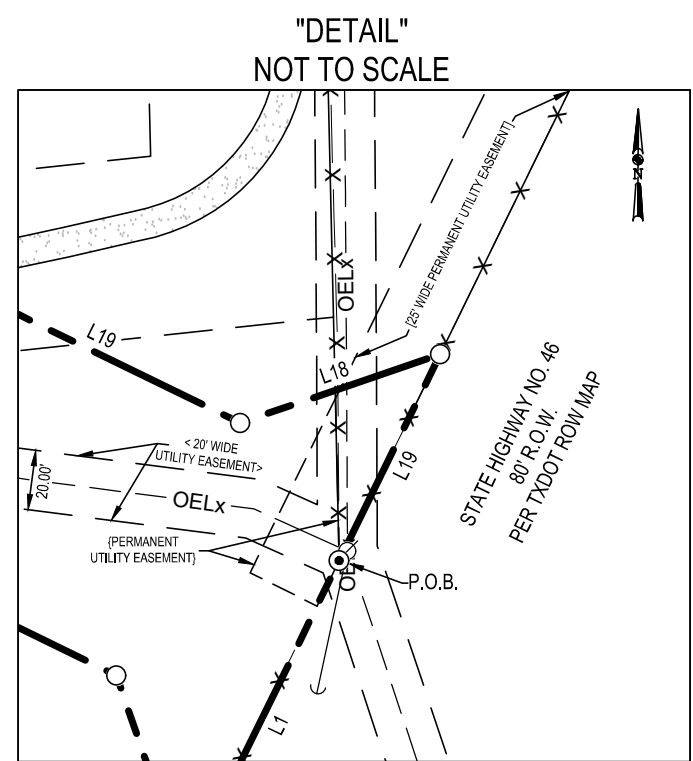 "DETAIL"
NOT TO SCALE
[25' WIDE PERMANENT UTILITY EASEMENT]
N
OELx
L19
L18
STATE HIGHWAY NO. 46
80' R.O.W.
PER TXDOT ROW MAP
< 20' WIDE
UTILITY EASEMENT>
20.00'
OELx
L19
{PERMANENT
UTILITY EASEMENT}
P.O.B.
L1